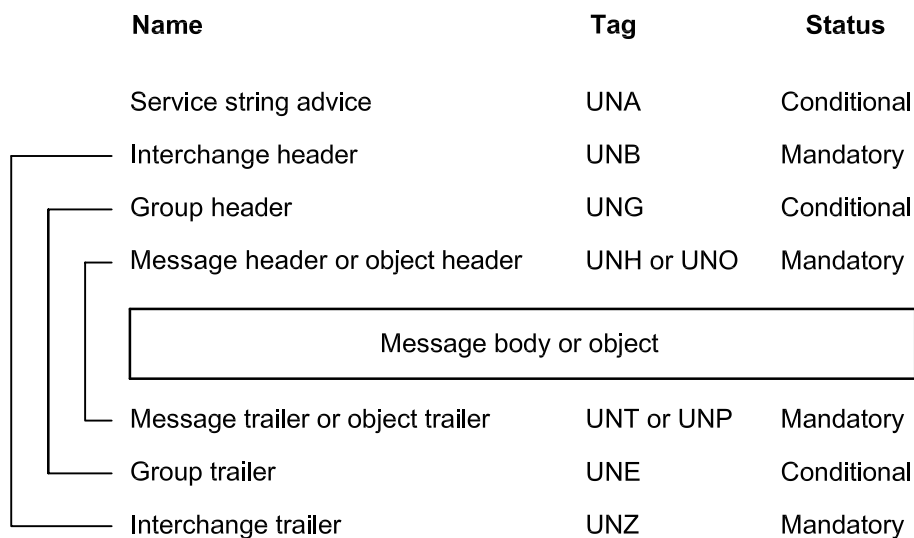 Name Tag Status
Service string advice UNA Conditional
Interchange header UNB Mandatory
Group header UNG Conditional
Message header or object header UNH or UNO Mandatory
Message body or object
Message trailer or object trailer UNT or UNP Mandatory
Group trailer UNE Conditional
Interchange trailer UNZ Mandatory